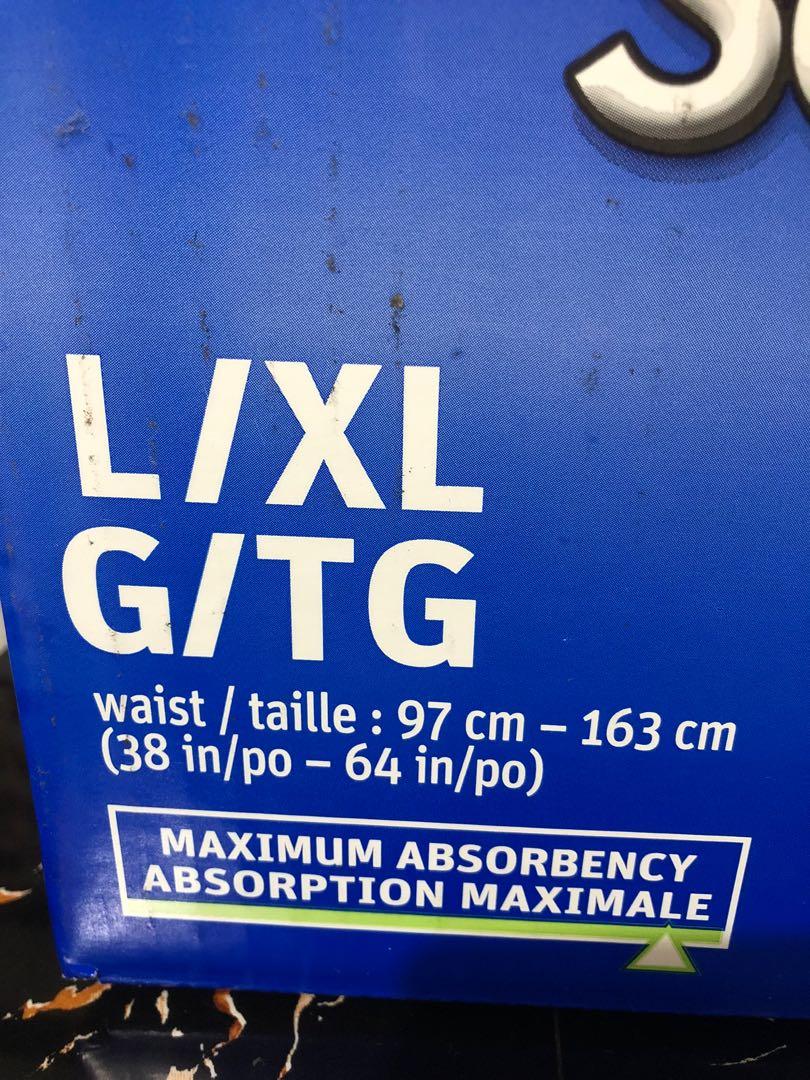 L/XL
G/TG
waist / taille : 97 cm – 163 cm
(38 in/po – 64 in/po)
MAXIMUM ABSORBENCY
ABSORPTION MAXIMALE